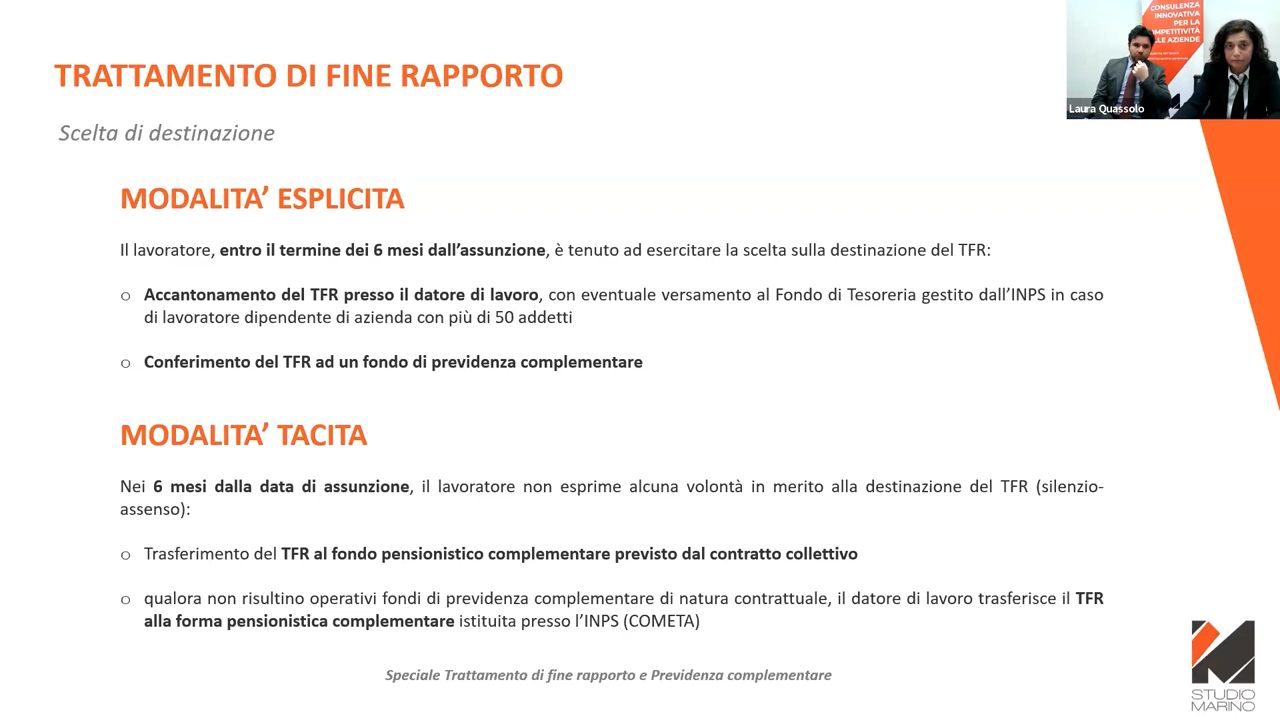 CONSULENZA
INNOVATIVA
PER LA
COMPETITIVITÀ
DELLE AZIENDE
Laura Quassolo
TRATTAMENTO DI FINE RAPPORTO
Scelta di destinazione
MODALITA’ ESPLICITA
Il lavoratore, entro il termine dei 6 mesi dall’assunzione, è tenuto ad esercitare la scelta sulla destinazione del TFR:
o Accantonamento del TFR presso il datore di lavoro, con eventuale versamento al Fondo di Tesoreria gestito dall’INPS in caso
di lavoratore dipendente di azienda con più di 50 addetti
o Conferimento del TFR ad un fondo di previdenza complementare
MODALITA’ TACITA
Nei 6 mesi dalla data di assunzione, il lavoratore non esprime alcuna volontà in merito alla destinazione del TFR (silenzio-
assenso):
o Trasferimento del TFR al fondo pensionistico complementare previsto dal contratto collettivo
o qualora non risultino operativi fondi di previdenza complementare di natura contrattuale, il datore di lavoro trasferisce il TFR
alla forma pensionistica complementare istituita presso l’INPS (COMETA)
Speciale Trattamento di fine rapporto e Previdenza complementare
STUDIO
MARINO